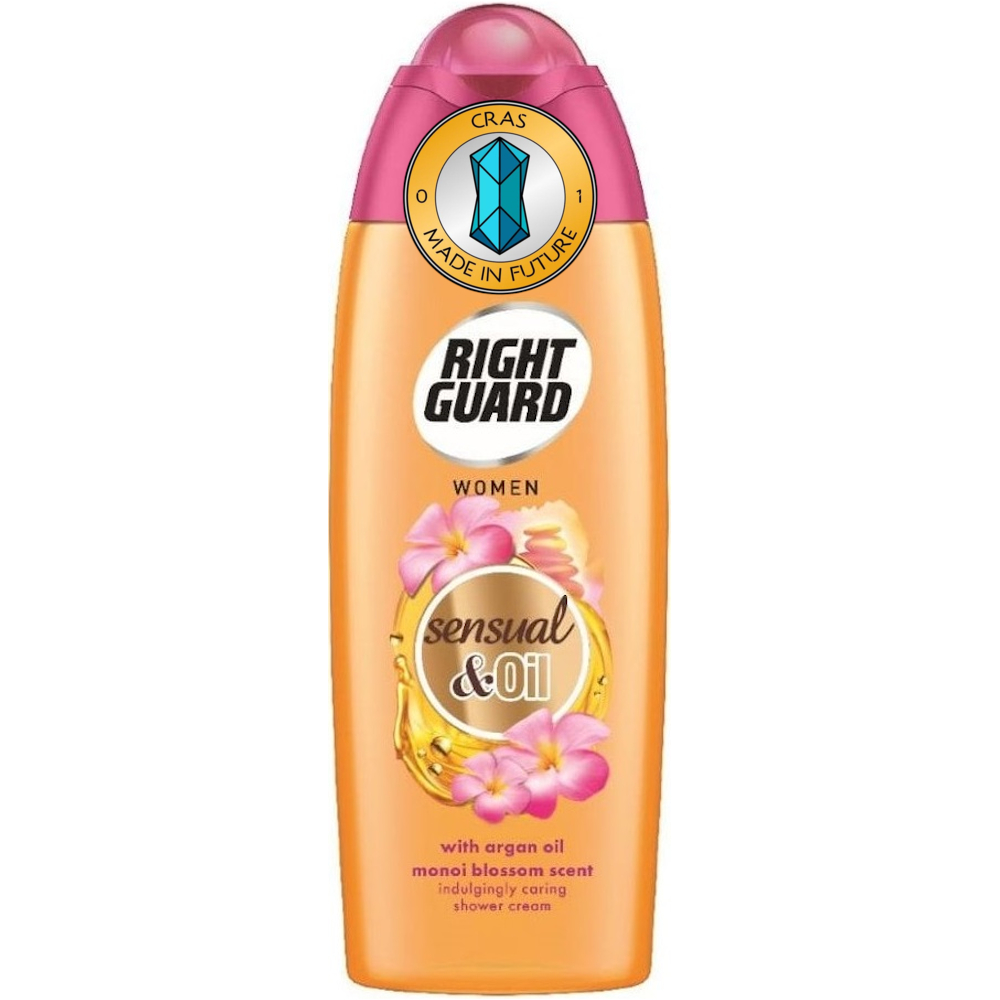 CRAS
0 1
MADE IN FUTURE
RIGHT
GUARD
WOMEN
sensual
&Oil
with argan oil
monoi blossom scent
indulgingly caring
shower cream